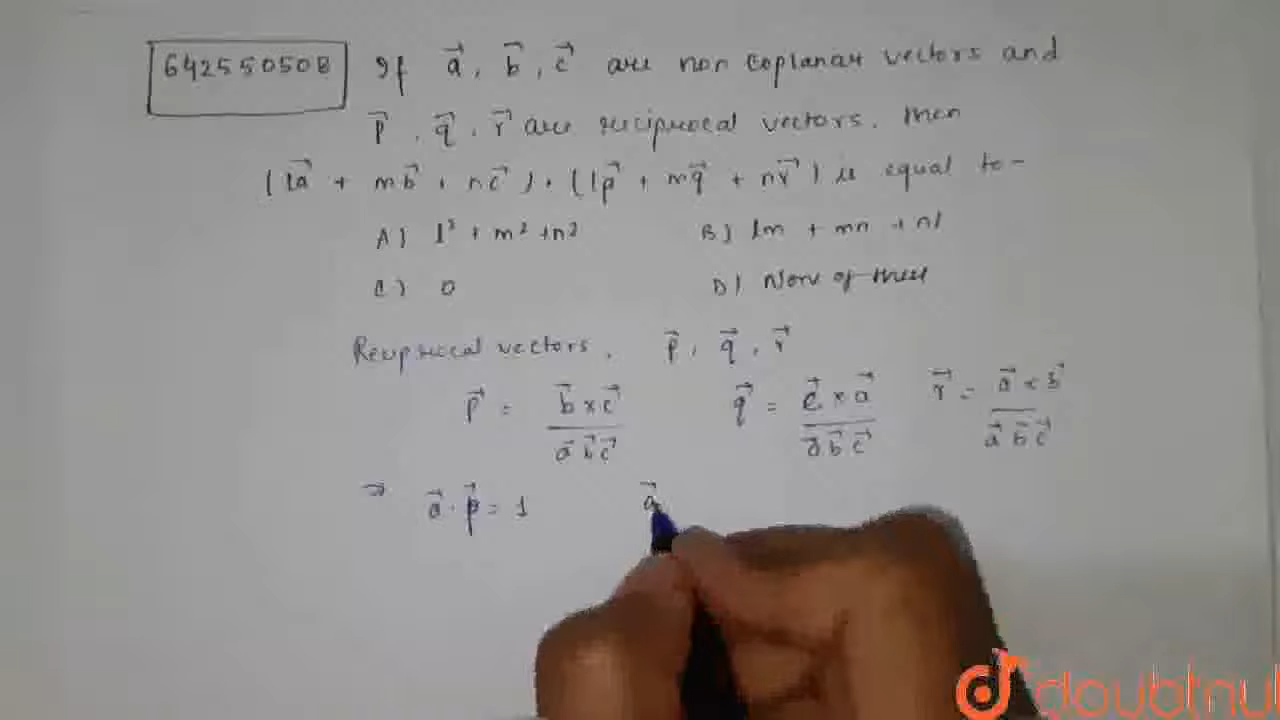 642550508 If a⃗, b⃗, c⃗ are non coplanar vectors and
p⃗, q⃗, r⃗ are reciprocal vectors, then
(la⃗ + mb⃗ + nc⃗) . (lp⃗ + mq⃗ + nr⃗) is equal to-
A) l² + m² + n² B) lm + mn + nl
C) 0 D) None of these
Reciprocal vectors, p⃗, q⃗, r⃗
p⃗ = b⃗ × c⃗ / a⃗ b⃗ c⃗ q⃗ = c⃗ × a⃗ / a⃗ b⃗ c⃗ r⃗ = a⃗ × b⃗ / a⃗ b⃗ c⃗
⇒ a⃗ . p⃗ = 1 a⃗
doubtnut